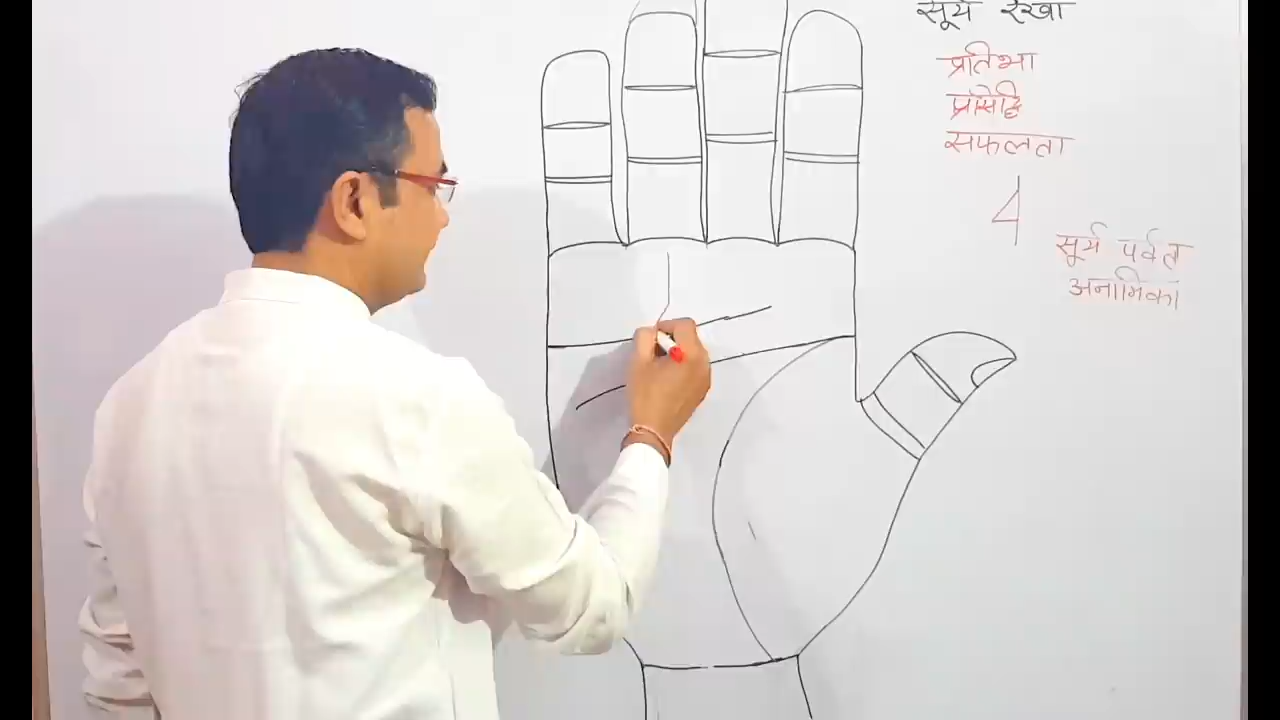 सूर्य रेखा
प्रतिभा
प्रसिद्धि
सफलता
4
सूर्य पर्वत
अनामिका